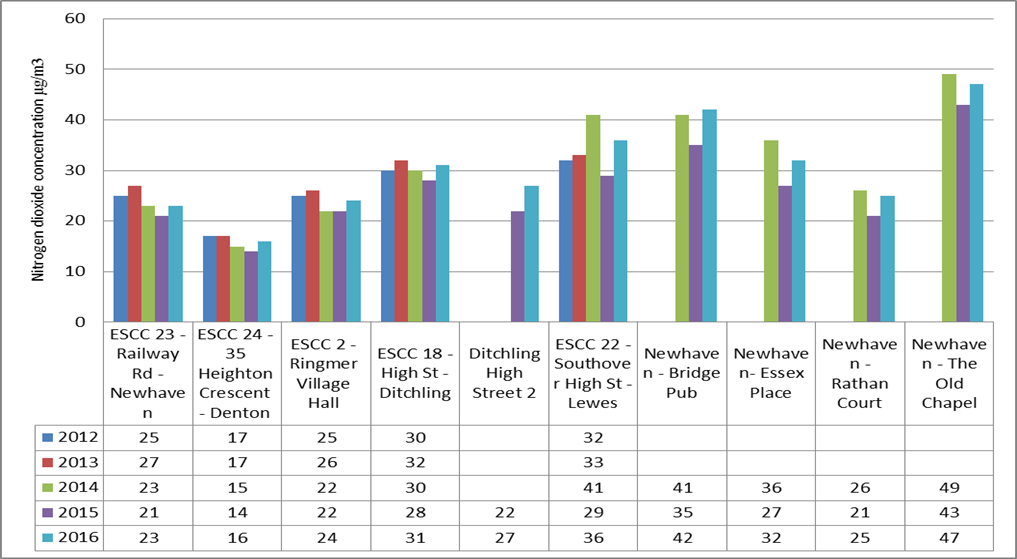 60
50
40
30
20
10
0
Nitrogen dioxide concentration µg/m3
ESCC 23 -
Railway
Rd -
Newhave
n
ESCC 24 -
35
Heighton
Crescent
- Denton
ESCC 2 -
Ringmer
Village
Hall
ESCC 18 -
High St -
Ditchling
Ditchling
High
Street 2
ESCC 22 -
Southove
r High St -
Lewes
Newhave
n - Bridge
Pub
Newhave
n- Essex
Place
Newhave
n -
Rathan
Court
Newhave
n - The
Old
Chapel
2012 25 17 25 30 32
2013 27 17 26 32 33
2014 23 15 22 30 41 41 36 26 49
2015 21 14 22 28 22 29 35 27 21 43
2016 23 16 24 31 27 36 42 32 25 47